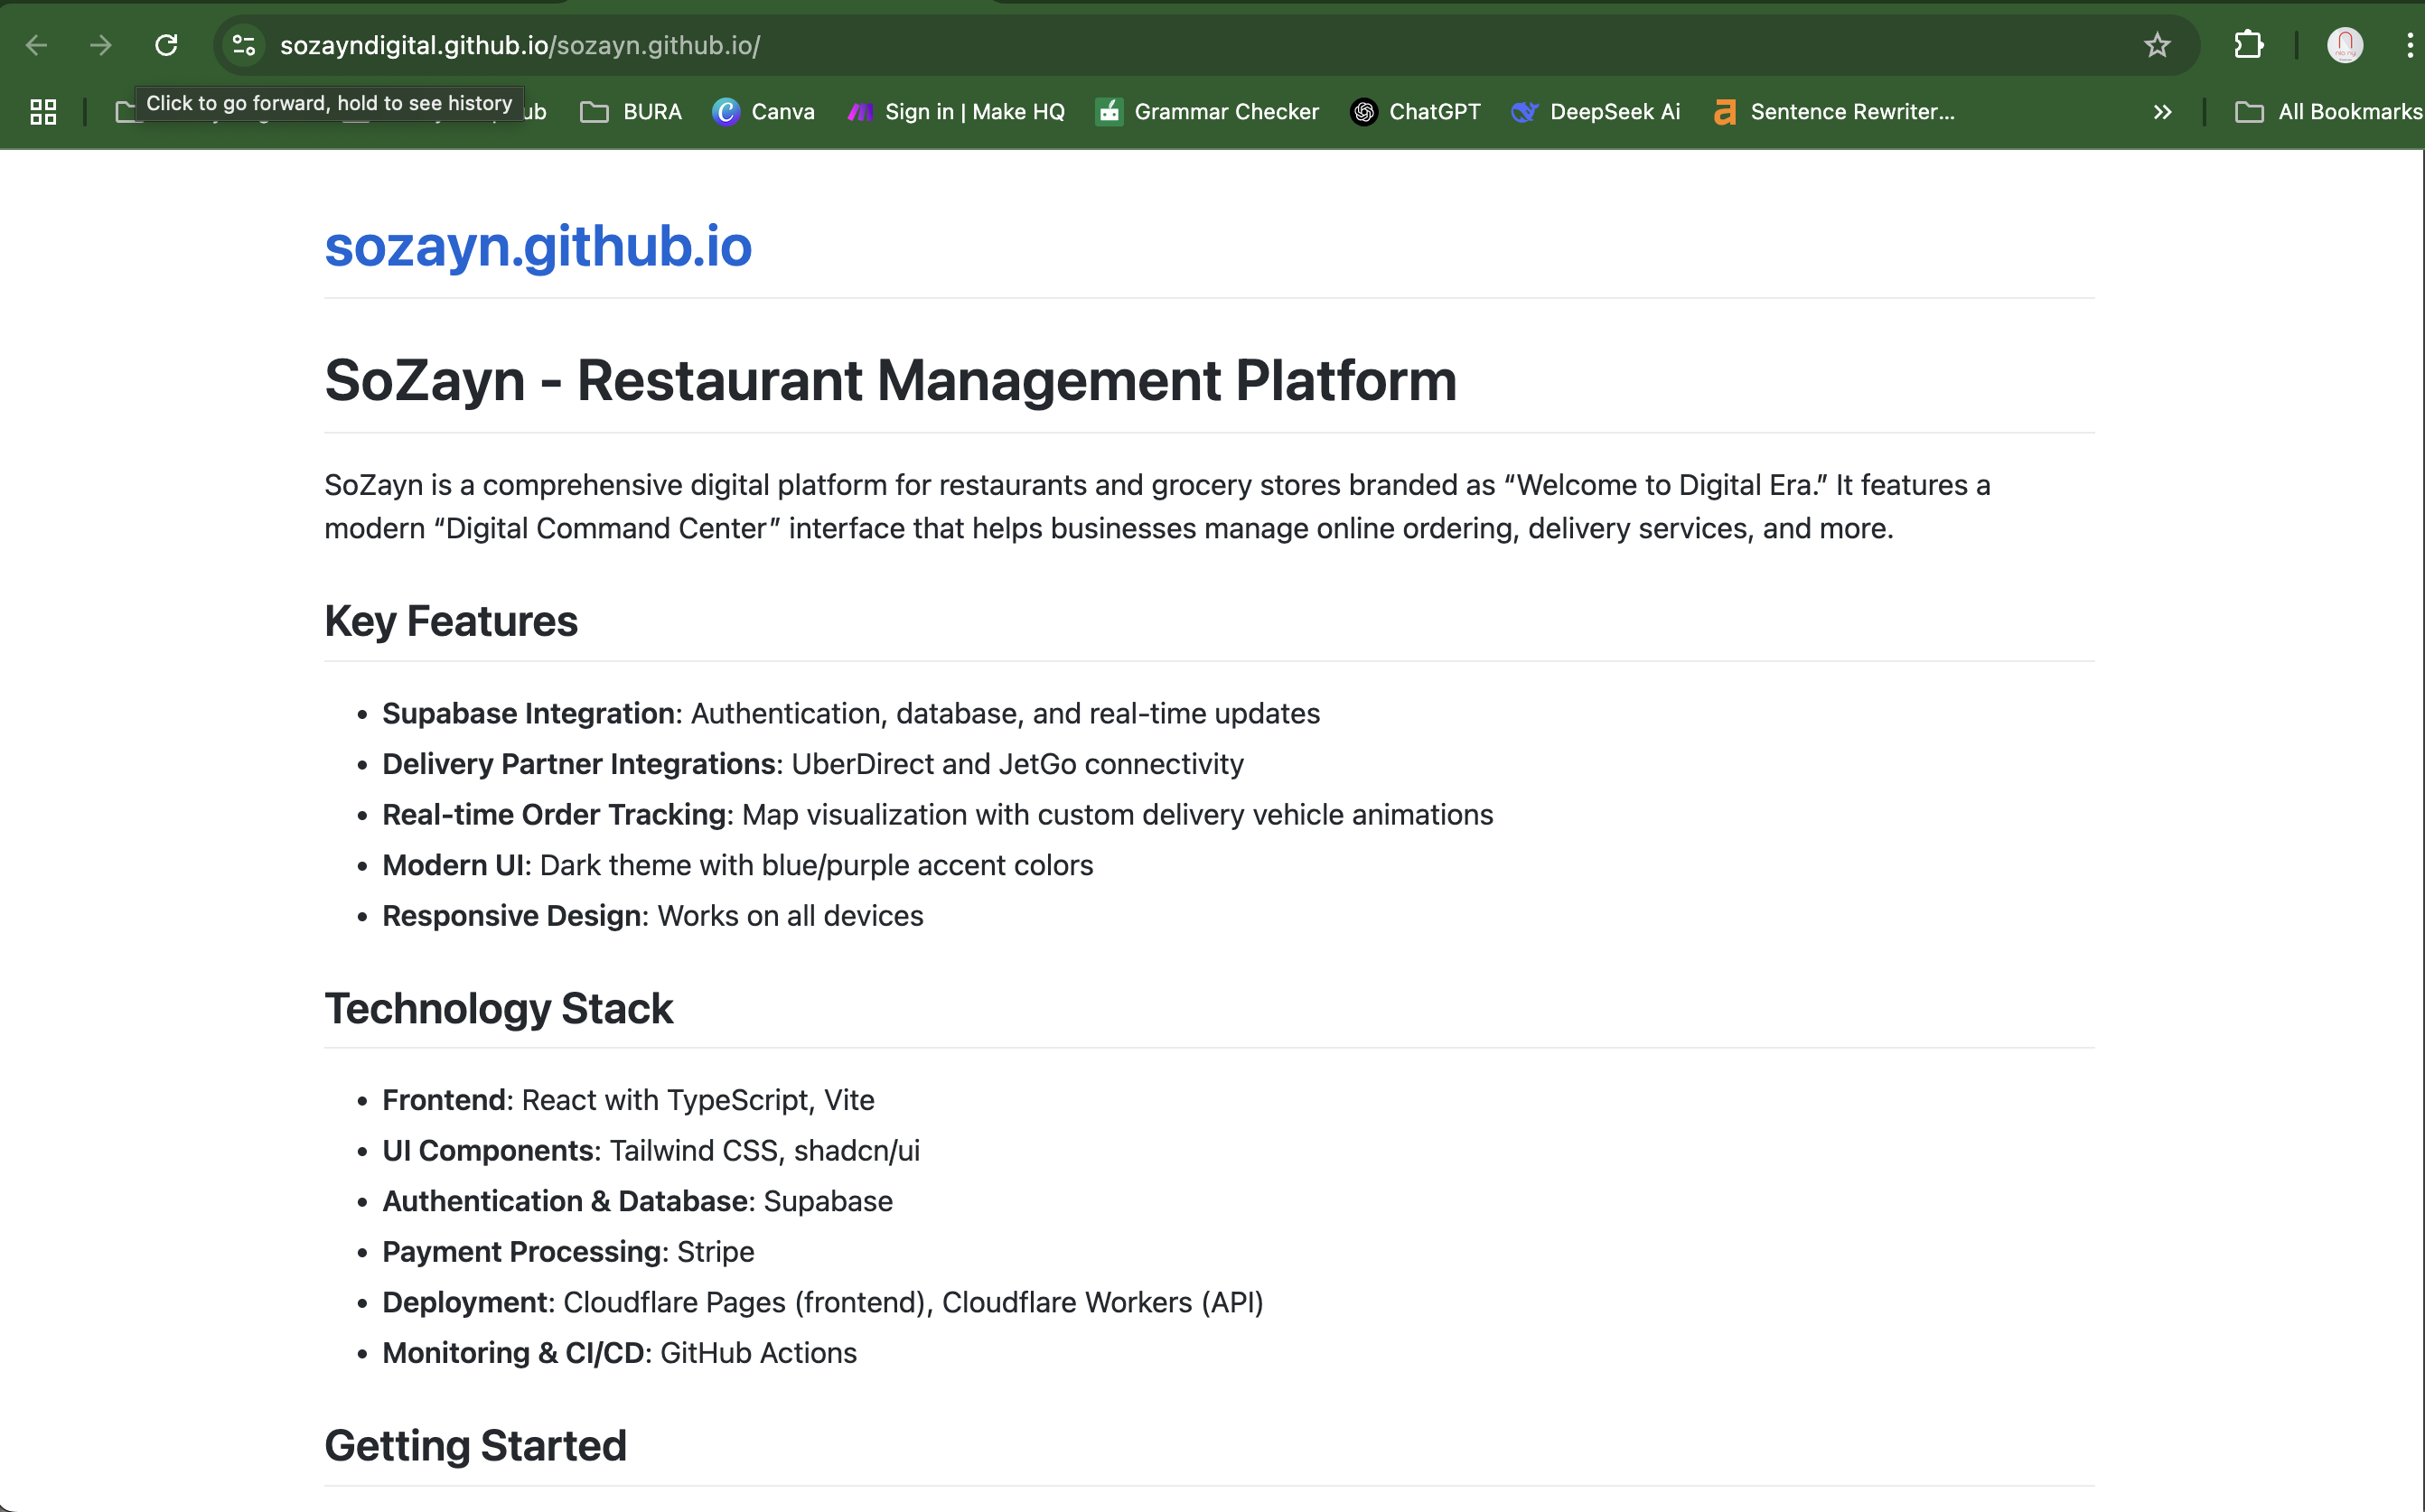 sozayndigital.github.io/sozayn.github.io/
Click to go forward, hold to see history
ub
BURA
Canva
Sign in | Make HQ
Grammar Checker
ChatGPT
DeepSeek Ai
Sentence Rewriter...
All Bookmarks
sozayn.github.io
SoZayn - Restaurant Management Platform
SoZayn is a comprehensive digital platform for restaurants and grocery stores branded as “Welcome to Digital Era.” It features a
modern “Digital Command Center” interface that helps businesses manage online ordering, delivery services, and more.
Key Features
• Supabase Integration: Authentication, database, and real-time updates
• Delivery Partner Integrations: UberDirect and JetGo connectivity
• Real-time Order Tracking: Map visualization with custom delivery vehicle animations
• Modern UI: Dark theme with blue/purple accent colors
• Responsive Design: Works on all devices
Technology Stack
• Frontend: React with TypeScript, Vite
• UI Components: Tailwind CSS, shadcn/ui
• Authentication & Database: Supabase
• Payment Processing: Stripe
• Deployment: Cloudflare Pages (frontend), Cloudflare Workers (API)
• Monitoring & CI/CD: GitHub Actions
Getting Started